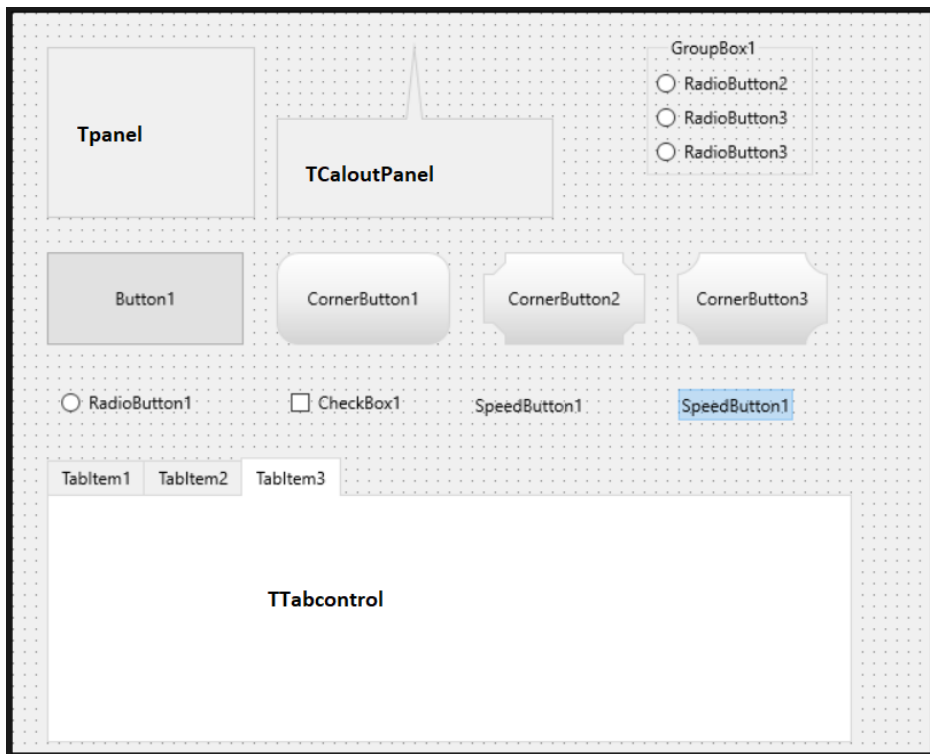 GroupBox1
RadioButton2
RadioButton3
RadioButton3
Tpanel
TCaloutPanel
Button1
CornerButton1
CornerButton2
CornerButton3
RadioButton1
CheckBox1
SpeedButton1
SpeedButton1
TabItem1
TabItem2
TabItem3
TTabcontrol